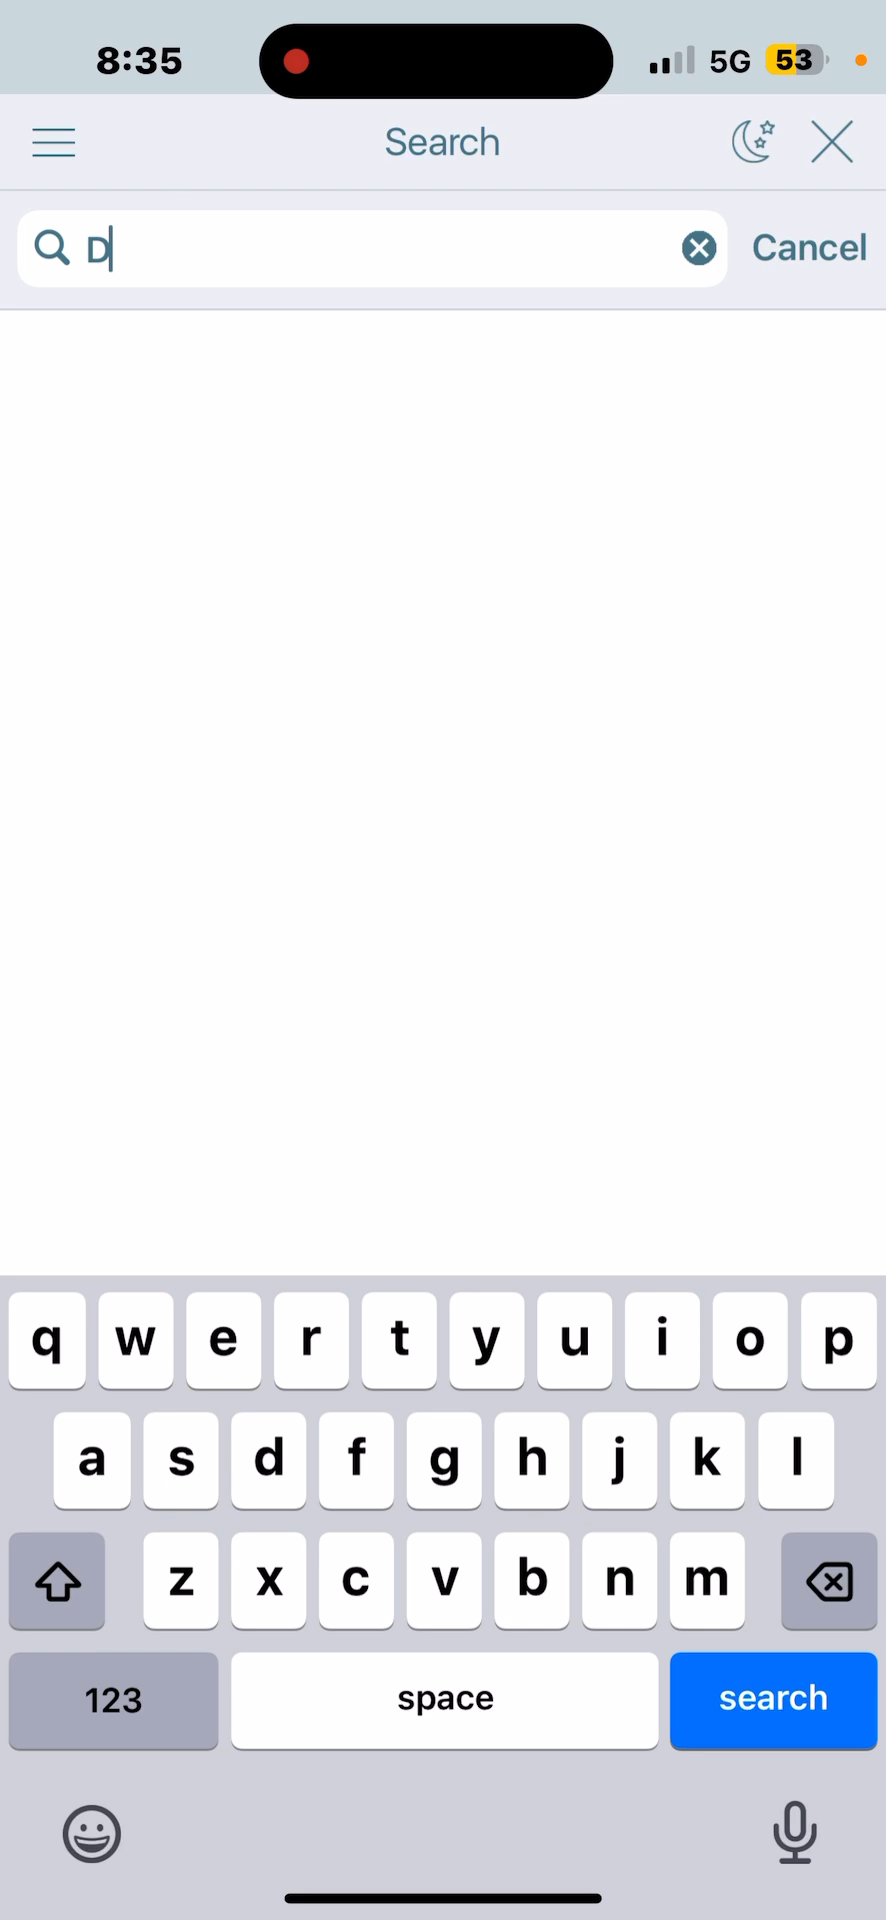 8:35 5G 53
Search
D Cancel
q w e r t y u i o p
a s d f g h j k l
z x c v b n m
123 space search